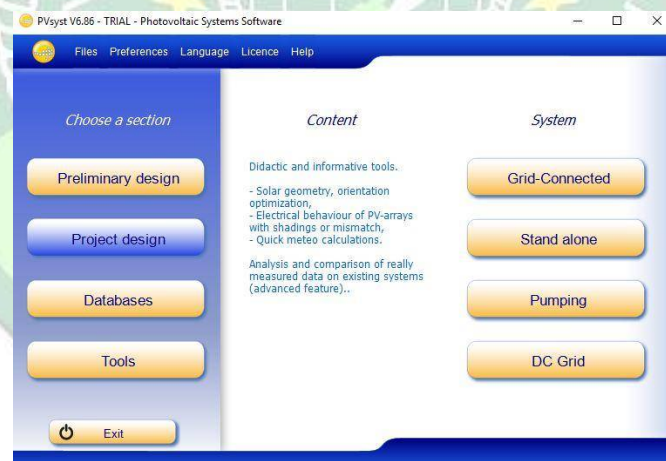 PVsyst V6.86 - TRIAL - Photovoltaic Systems Software
Files Preferences Language Licence Help
Choose a section
Preliminary design
Project design
Databases
Tools
Exit
Content
Didactic and informative tools.
- Solar geometry, orientation
optimization,
- Electrical behaviour of PV-arrays
with shadings or mismatch,
- Quick meteo calculations.
Analysis and comparison of really
measured data on existing systems
(advanced feature)..
System
Grid-Connected
Stand alone
Pumping
DC Grid